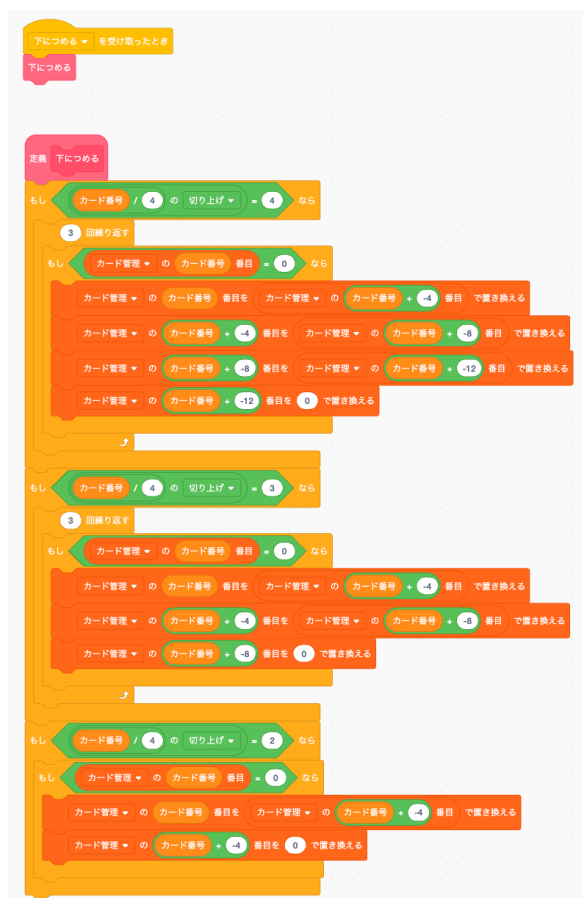 下につめる を受け取ったとき
下につめる
定義 下につめる
もし カード番号 / 4 の 切り上げ = 4 なら
3 回繰り返す
もし カード管理 の カード番号 番目 = 0 なら
カード管理 の カード番号 番目を カード管理 の カード番号 + -4 番目 で置き換える
カード管理 の カード番号 + -4 番目を カード管理 の カード番号 + -8 番目 で置き換える
カード管理 の カード番号 + -8 番目を カード管理 の カード番号 + -12 番目 で置き換える
カード管理 の カード番号 + -12 番目を 0 で置き換える
もし カード番号 / 4 の 切り上げ = 3 なら
3 回繰り返す
もし カード管理 の カード番号 番目 = 0 なら
カード管理 の カード番号 番目を カード管理 の カード番号 + -4 番目 で置き換える
カード管理 の カード番号 + -4 番目を カード管理 の カード番号 + -8 番目 で置き換える
カード管理 の カード番号 + -8 番目を 0 で置き換える
もし カード番号 / 4 の 切り上げ = 2 なら
もし カード管理 の カード番号 番目 = 0 なら
カード管理 の カード番号 番目を カード管理 の カード番号 + -4 番目 で置き換える
カード管理 の カード番号 + -4 番目を 0 で置き換える